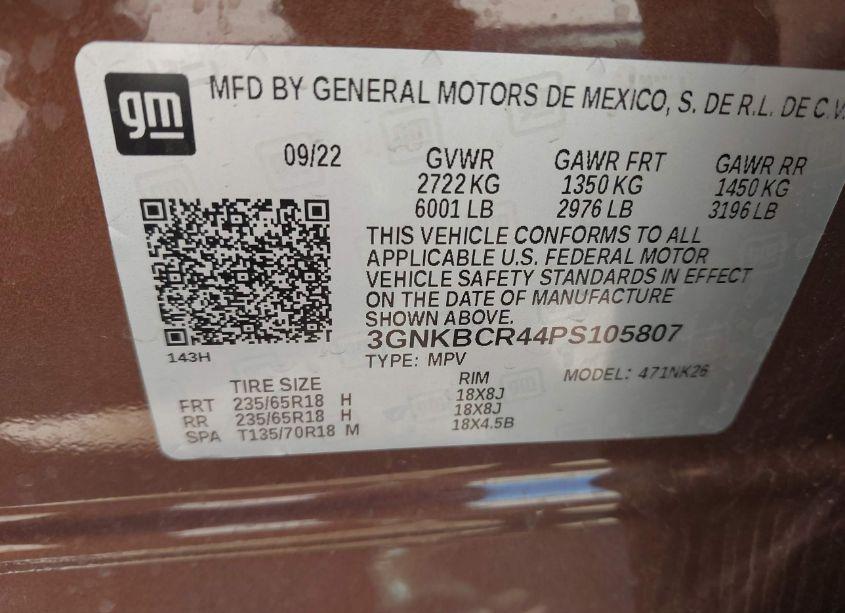 gm
MFD BY GENERAL MOTORS DE MEXICO, S. DE R.L. DE C.V.
09/22 GVWR GAWR FRT GAWR RR
2722 KG 1350 KG 1450 KG
6001 LB 2976 LB 3196 LB
THIS VEHICLE CONFORMS TO ALL
APPLICABLE U.S. FEDERAL MOTOR
VEHICLE SAFETY STANDARDS IN EFFECT
ON THE DATE OF MANUFACTURE
SHOWN ABOVE.
3GNKBCR44PS105807
143H
TYPE: MPV MODEL: 471NK26
TIRE SIZE RIM
FRT 235/65R18 H 18X8J
RR 235/65R18 H 18X8J
SPA T135/70R18 M 18X4.5B